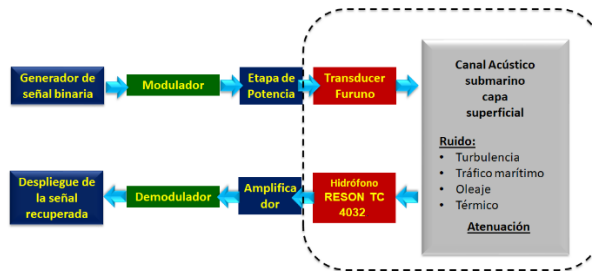 Generador de
señal binaria
Modulador
Etapa de
Potencia
Transducer
Furuno
Canal Acústico
submarino
capa
superficial
Ruido:
• Turbulencia
• Tráfico marítimo
• Oleaje
• Térmico
Atenuación
Despliegue de
la señal
recuperada
Demodulador
Amplifica
dor
Hidrófono
RESON TC
4032